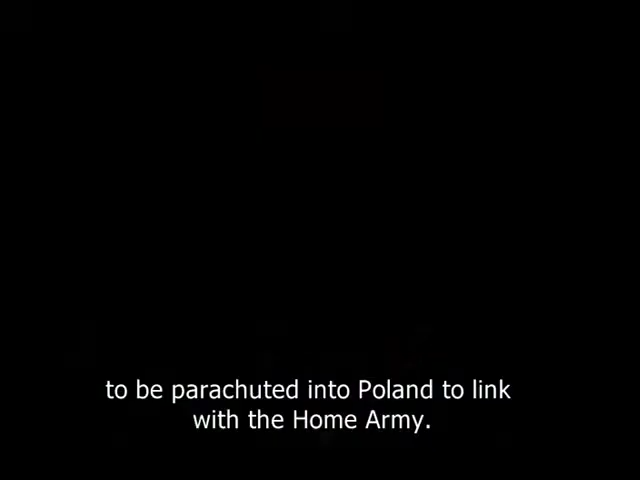 to be parachuted into Poland to link
with the Home Army.